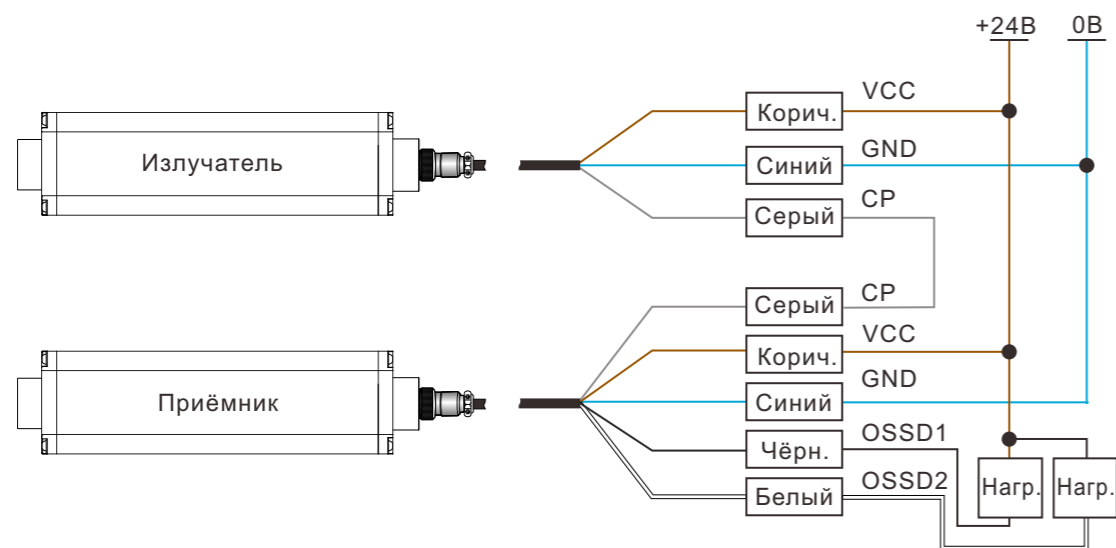 +24В 0В
Корич. VCC
Излучатель Синий GND
Серый CP
Серый CP
Корич. VCC
Приёмник Синий GND
Чёрн. OSSD1
Белый OSSD2 Нагр. Нагр.